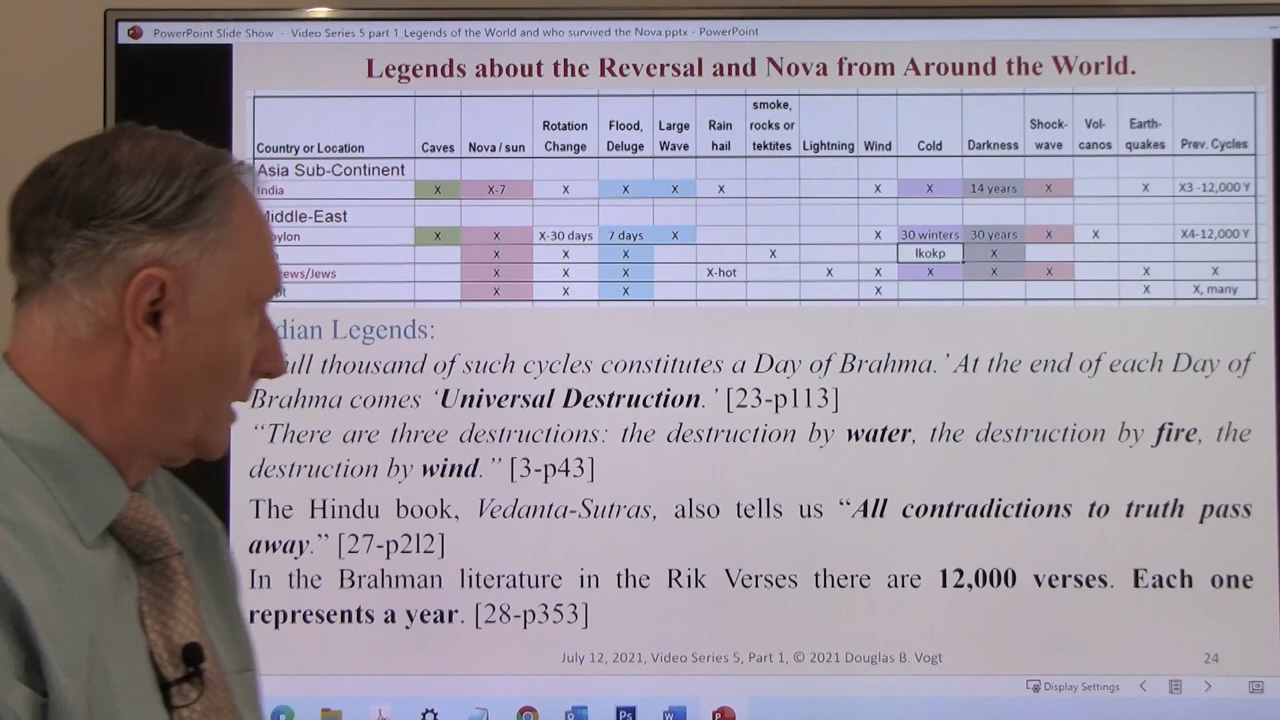 PowerPoint Slide Show - Video Series 5 part 1_Legends of the World and who survived the Nova.pptx - PowerPoint
Legends about the Reversal and Nova from Around the World.
Country or Location Caves Nova / sun Rotation Change Flood, Deluge Large Wave Rain hail smoke, rocks or tektites Lightning Wind Cold Darkness Shock-wave Vol-canos Earth-quakes Prev. Cycles
Asia Sub-Continent
India X X-7 X X X X X X 14 years X X X3 -12,000 Y
Middle-East
ylon X X X-30 days 7 days X X 30 winters 30 years X X X4-12,000 Y
X X X X Ikokp X
ews/Jews X X X X-hot X X X X X X X
pt X X X X X X, many
dian Legends:
ull thousand of such cycles constitutes a Day of Brahma.' At the end of each Day of
Brahma comes 'Universal Destruction.' [23-p113]
"There are three destructions: the destruction by water, the destruction by fire, the
destruction by wind." [3-p43]
The Hindu book, Vedanta-Sutras, also tells us "All contradictions to truth pass
away." [27-p2l2]
In the Brahman literature in the Rik Verses there are 12,000 verses. Each one
represents a year. [28-p353]
July 12, 2021, Video Series 5, Part 1, © 2021 Douglas B. Vogt
24
Display Settings